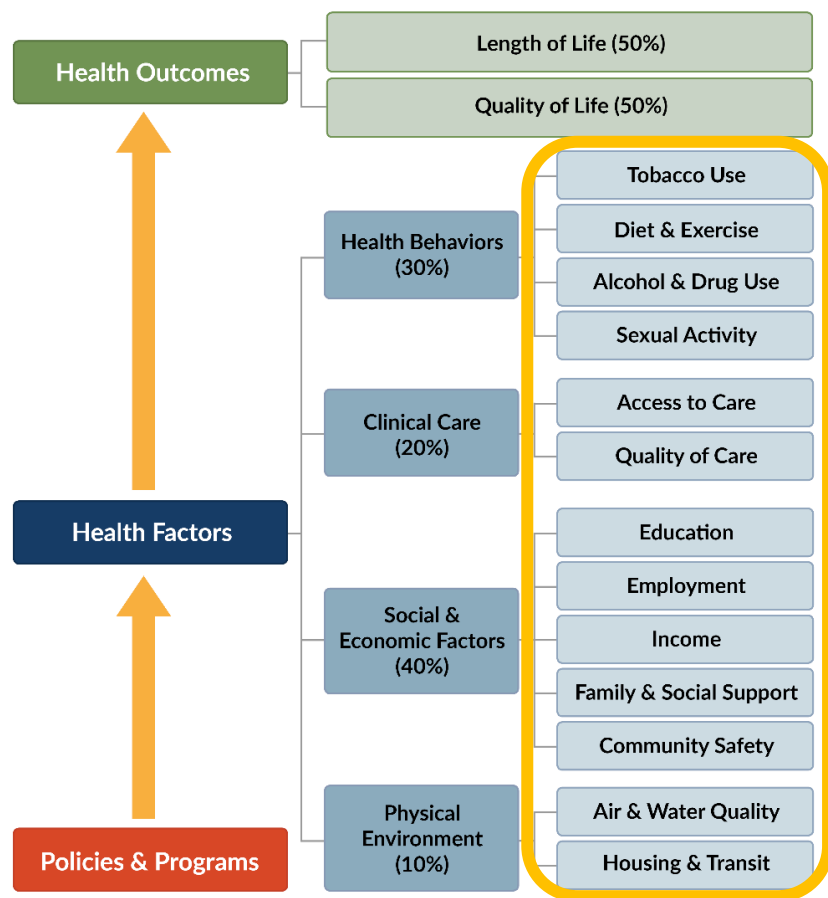 Health Outcomes
Length of Life (50%)
Quality of Life (50%)
Health Factors
Health Behaviors
(30%)
Tobacco Use
Diet & Exercise
Alcohol & Drug Use
Sexual Activity
Clinical Care
(20%)
Access to Care
Quality of Care
Social &
Economic Factors
(40%)
Education
Employment
Income
Family & Social Support
Community Safety
Physical
Environment
(10%)
Air & Water Quality
Housing & Transit
Policies & Programs